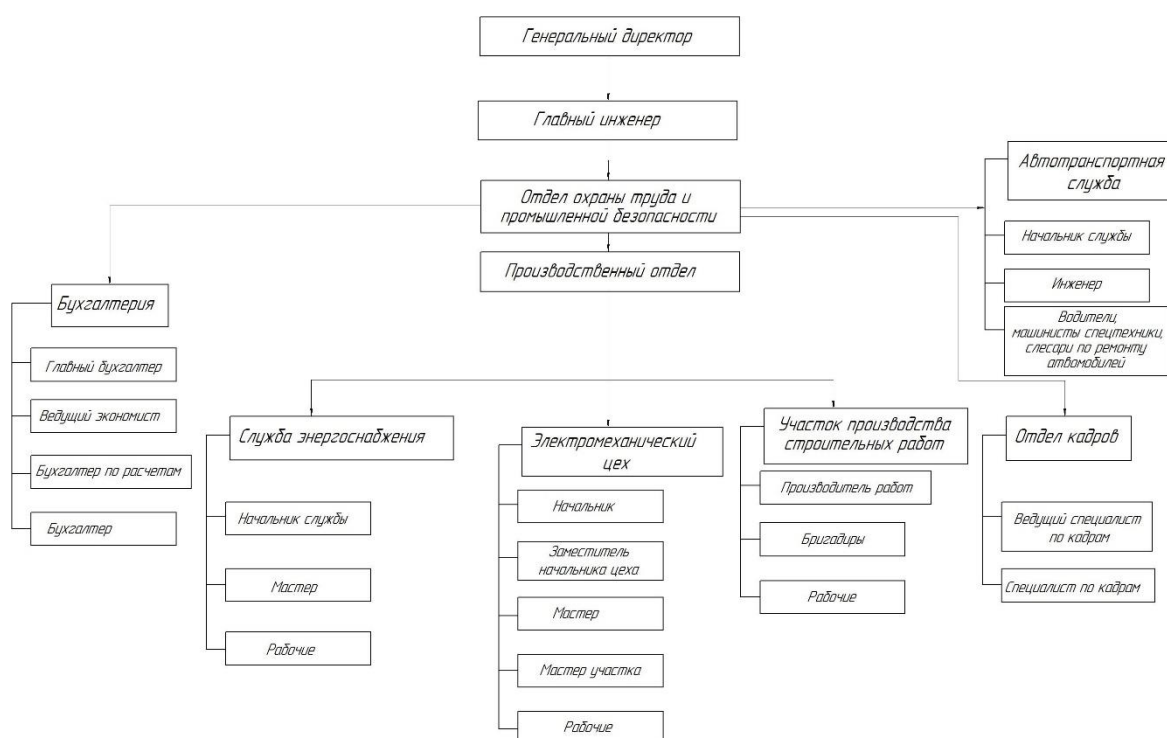 Генеральный директор
Главный инженер
Отдел охраны труда и
промышленной безопасности
Производственный отдел
Автотранспортная
служба
Начальник службы
Инженер
Водители,
машинисты спецтехники,
слесари по ремонту
атвомобилей
Бухгалтерия
Главный бухгалтер
Ведущий экономист
Бухгалтер по расчетам
Бухгалтер
Служба энергоснабжения
Начальник службы
Мастер
Рабочие
Электромеханический
цех
Начальник
Заместитель
начальника цеха
Мастер
Мастер участка
Рабочие
Участок производства
строительных работ
Производитель работ
Бригадиры
Рабочие
Отдел кадров
Ведущий специалист
по кадрам
Специалист по кадрам